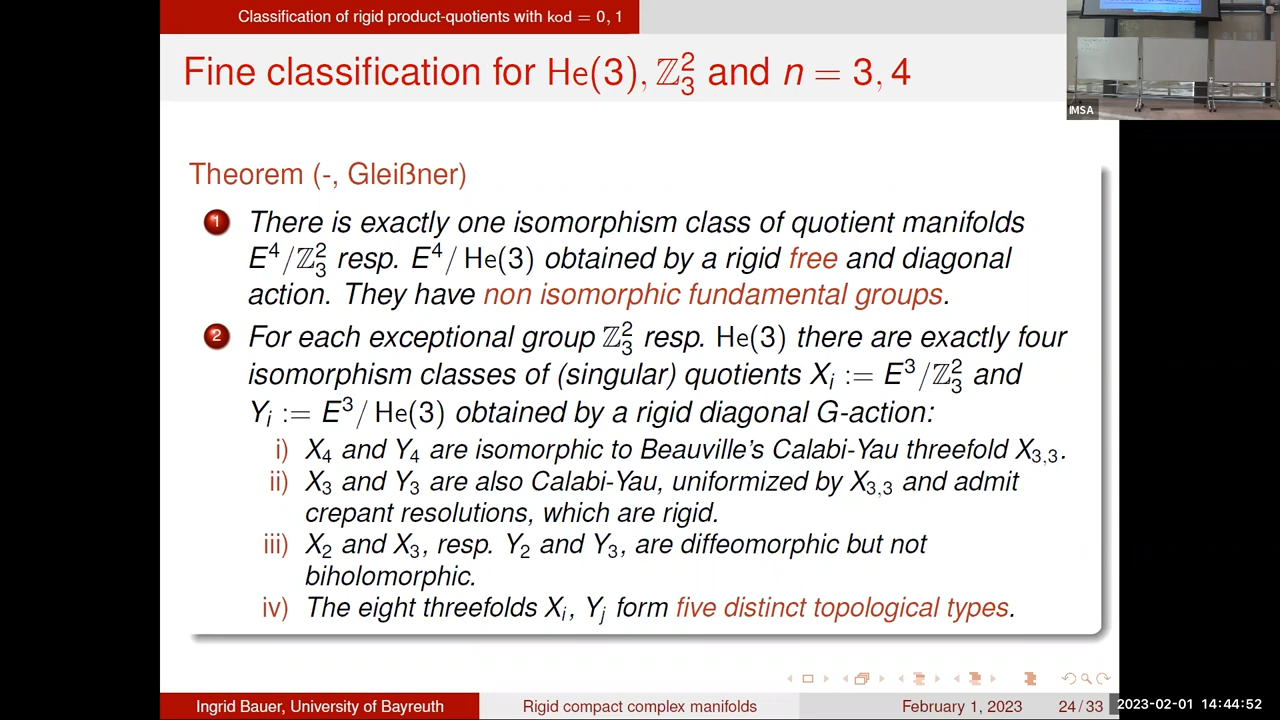 Classification of rigid product-quotients with kod = 0, 1
Fine classification for He(3), ℤ₃² and n = 3, 4
IMSA
Theorem (-, Gleißner)
1 There is exactly one isomorphism class of quotient manifolds
E⁴/ℤ₃² resp. E⁴/ He(3) obtained by a rigid free and diagonal
action. They have non isomorphic fundamental groups.
2 For each exceptional group ℤ₃² resp. He(3) there are exactly four
isomorphism classes of (singular) quotients Xᵢ := E³/ℤ₃² and
Yᵢ := E³/ He(3) obtained by a rigid diagonal G-action:
i) X₄ and Y₄ are isomorphic to Beauville's Calabi-Yau threefold X₃,₃.
ii) X₃ and Y₃ are also Calabi-Yau, uniformized by X₃,₃ and admit
crepant resolutions, which are rigid.
iii) X₂ and X₃, resp. Y₂ and Y₃, are diffeomorphic but not
biholomorphic.
iv) The eight threefolds Xᵢ, Yⱼ form five distinct topological types.
Ingrid Bauer, University of Bayreuth Rigid compact complex manifolds February 1, 2023 24/33
2023-02-01 14:44:52